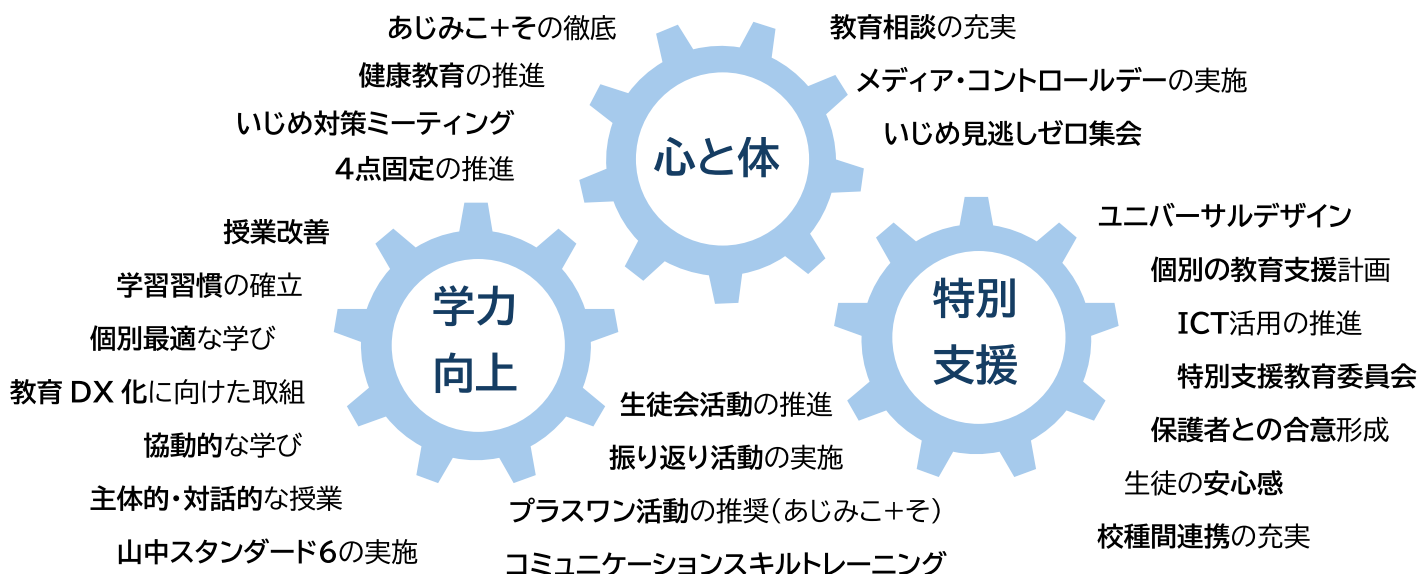 あじみこ+その徹底
健康教育の推進
いじめ対策ミーティング
4点固定の推進
心と体
教育相談の充実
メディア・コントロールデーの実施
いじめ見逃しゼロ集会
授業改善
学習習慣の確立
個別最適な学び
教育DX化に向けた取組
協動的な学び
主体的・対話的な授業
山中スタンダード6の実施
学力
向上
生徒会活動の推進
振り返り活動の実施
プラスワン活動の推奨(あじみこ+そ)
コミュニケーションスキルトレーニング
特別
支援
ユニバーサルデザイン
個別の教育支援計画
ICT活用の推進
特別支援教育委員会
保護者との合意形成
生徒の安心感
校種間連携の充実